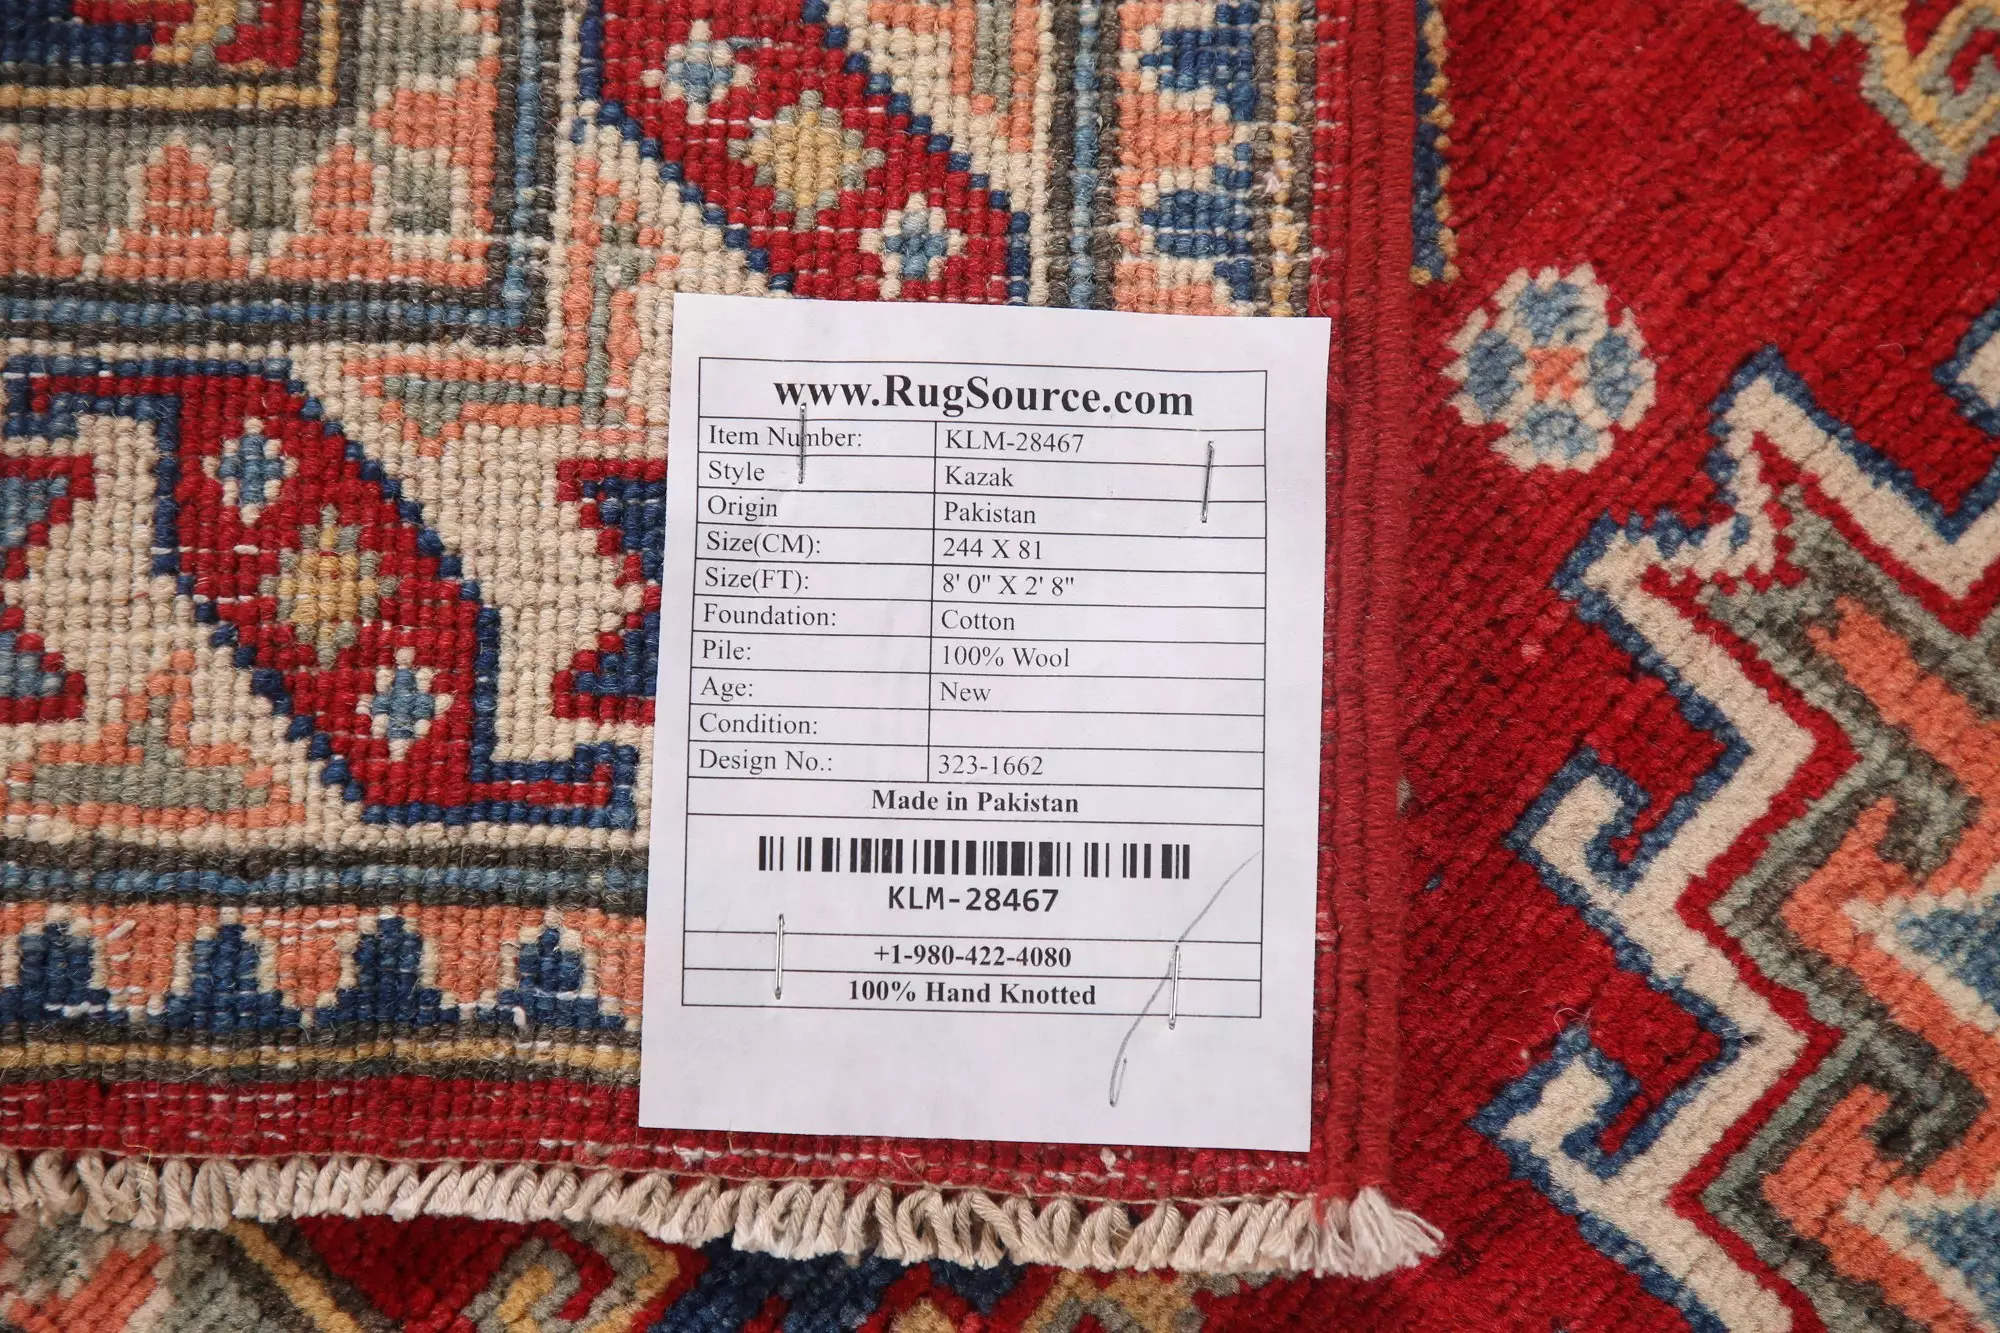 www.RugSource.com
Item Number: KLM-28467
Style Kazak
Origin Pakistan
Size(CM): 244 X 81
Size(FT): 8' 0" X 2' 8"
Foundation: Cotton
Pile: 100% Wool
Age: New
Condition:
Design No.: 323-1662
Made in Pakistan
KLM-28467
+1-980-422-4080
100% Hand Knotted